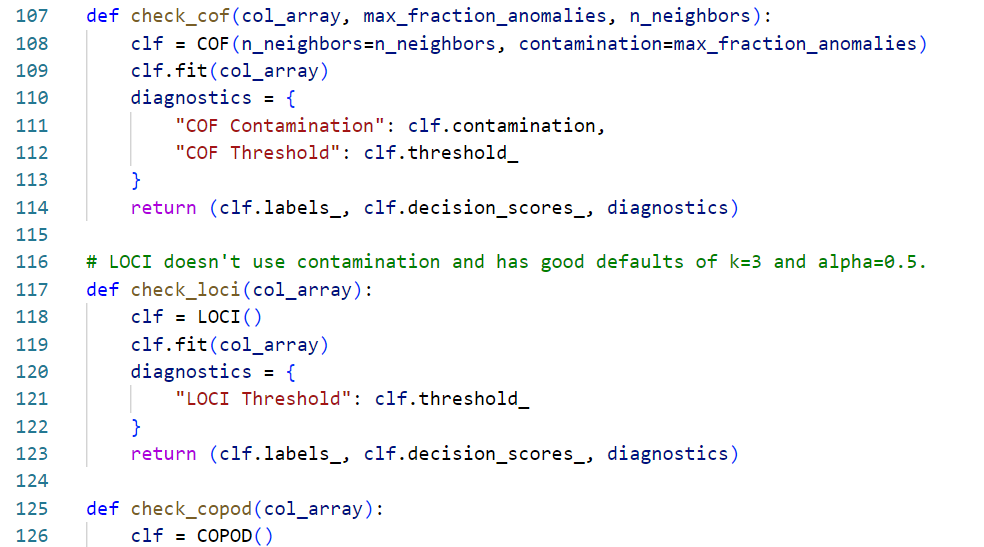 107 def check_cof(col_array, max_fraction_anomalies, n_neighbors):
108     clf = COF(n_neighbors=n_neighbors, contamination=max_fraction_anomalies)
109     clf.fit(col_array)
110     diagnostics = {
111         "COF Contamination": clf.contamination,
112         "COF Threshold": clf.threshold_
113     }
114     return (clf.labels_, clf.decision_scores_, diagnostics)
115
116 # LOCI doesn't use contamination and has good defaults of k=3 and alpha=0.5.
117 def check_loci(col_array):
118     clf = LOCI()
119     clf.fit(col_array)
120     diagnostics = {
121         "LOCI Threshold": clf.threshold_
122     }
123     return (clf.labels_, clf.decision_scores_, diagnostics)
124
125 def check_copod(col_array):
126     clf = COPOD()